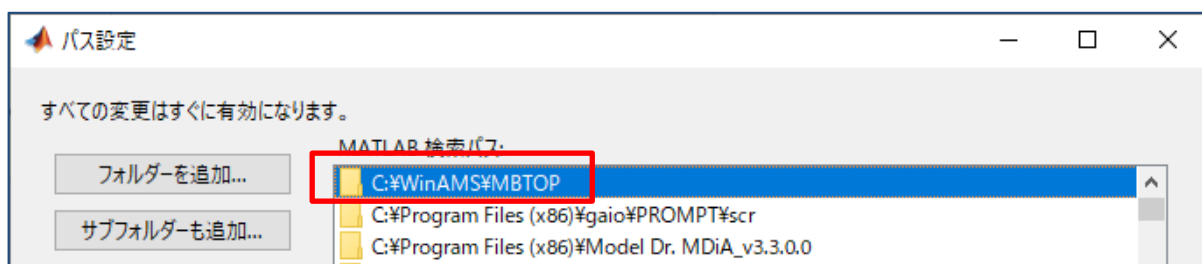 パス設定
すべての変更はすぐに有効になります。
MATLAB 検索パス:
フォルダーを追加...
C:¥WinAMS¥MBTOP
C:¥Program Files (x86)¥gaio¥PROMPT¥scr
サブフォルダーも追加...
C:¥Program Files (x86)¥Model Dr. MDiA_v3.3.0.0